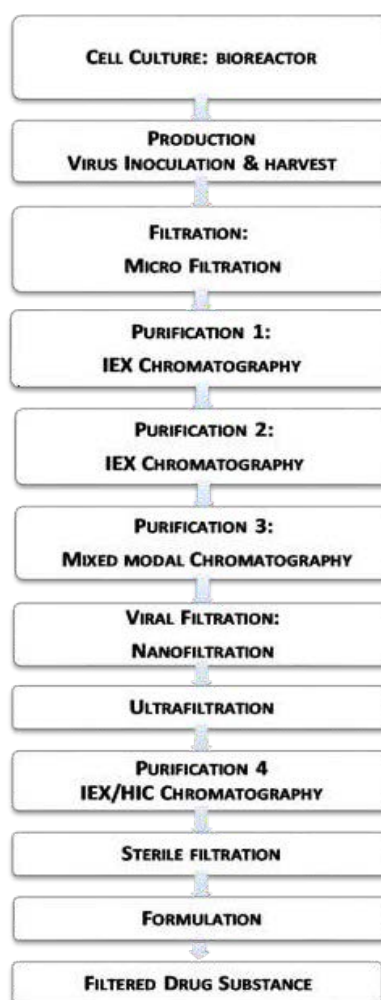 CELL CULTURE: BIOREACTOR
PRODUCTION
VIRUS INOCULATION & HARVEST
FILTRATION:
MICRO FILTRATION
PURIFICATION 1:
IEX CHROMATOGRAPHY
PURIFICATION 2:
IEX CHROMATOGRAPHY
PURIFICATION 3:
MIXED MODAL CHROMATOGRAPHY
VIRAL FILTRATION:
NANOFILTRATION
ULTRAFILTRATION
PURIFICATION 4
IEX/HIC CHROMATOGRAPHY
STERILE FILTRATION
FORMULATION
FILTERED DRUG SUBSTANCE